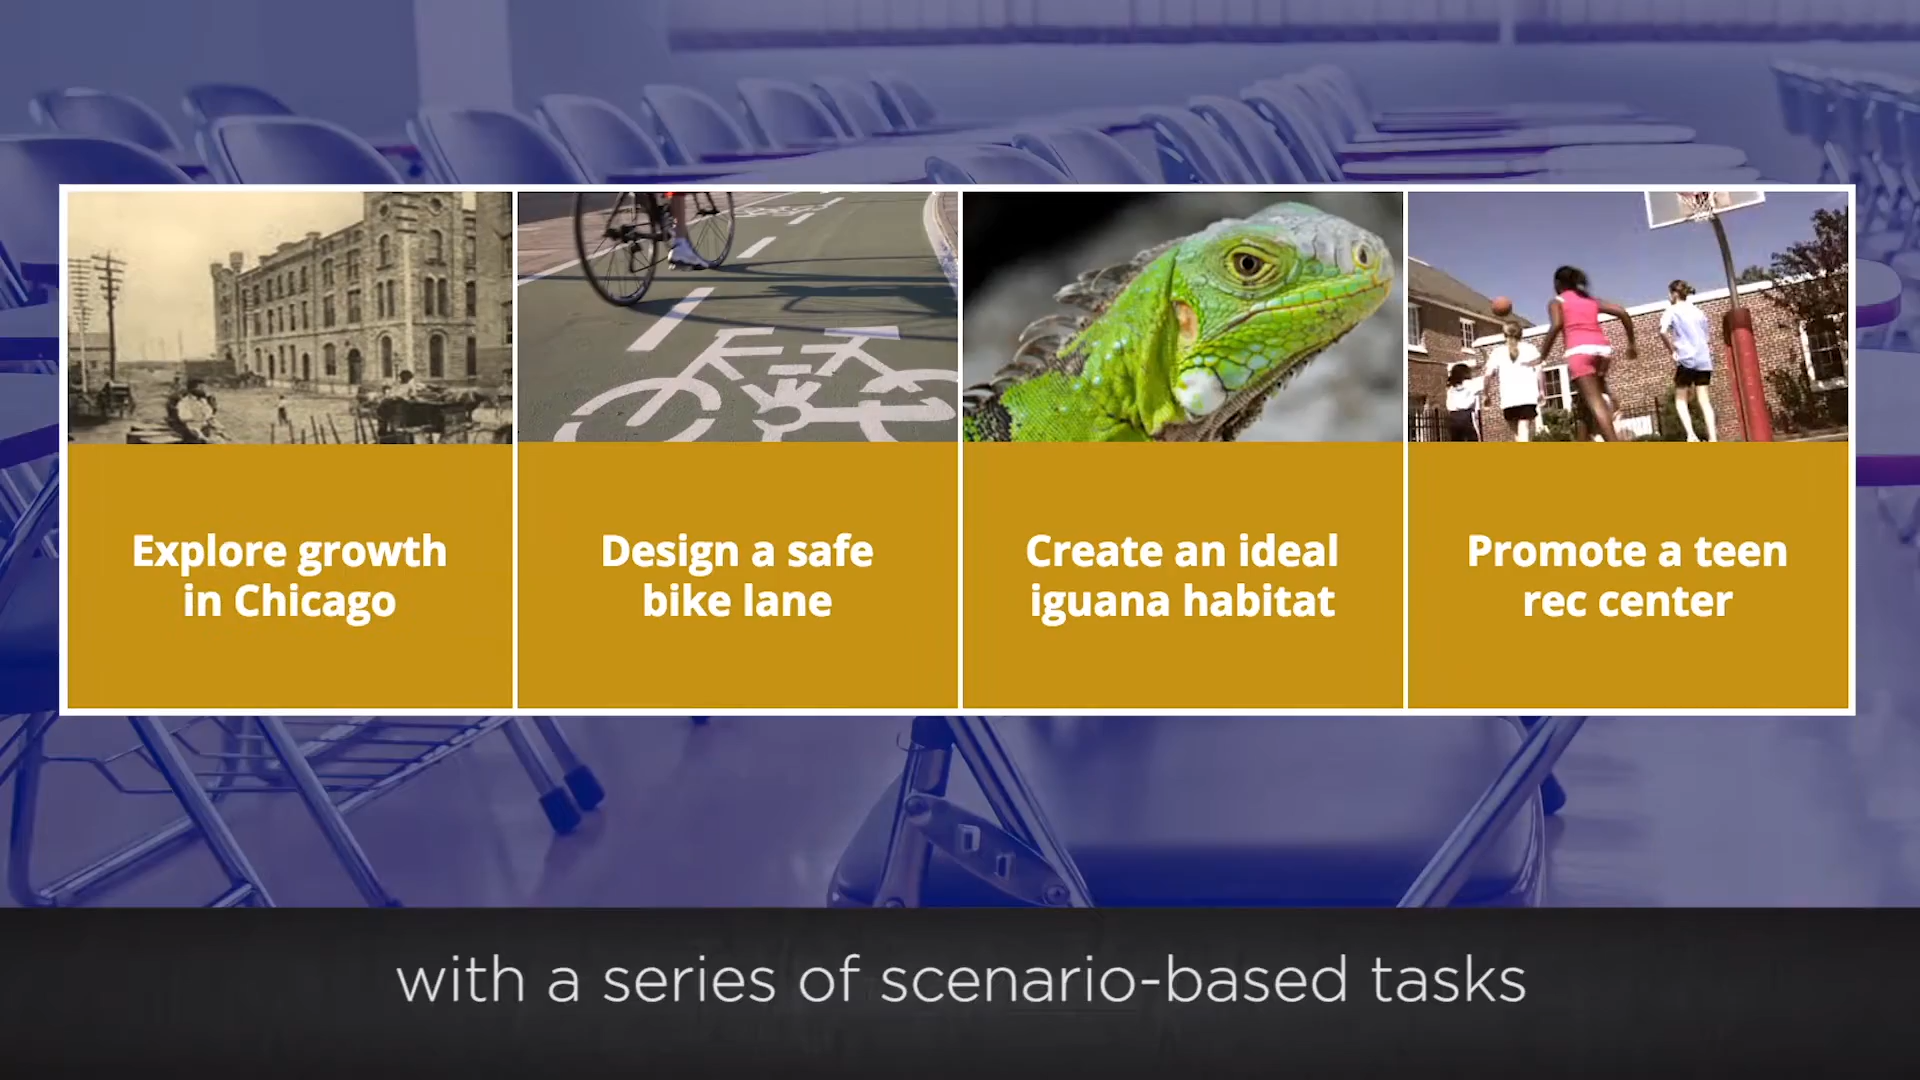 Explore growth
in Chicago
Design a safe
bike lane
Create an ideal
iguana habitat
Promote a teen
rec center
with a series of scenario-based tasks